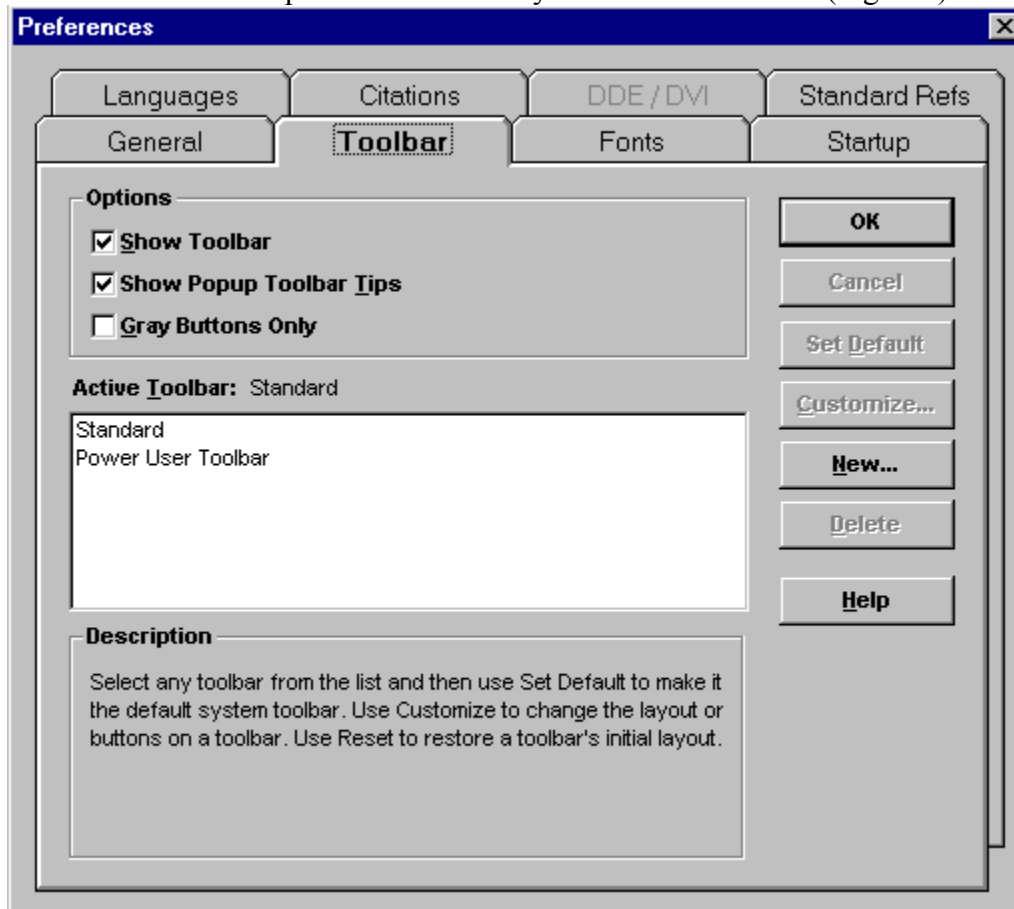 Preferences
Languages Citations DDE / DVI Standard Refs
General Toolbar Fonts Startup
Options
Show Toolbar
Show Popup Toolbar Tips
Gray Buttons Only
OK
Cancel
Set Default
Customize...
New...
Delete
Help
Active Toolbar: Standard
Standard
Power User Toolbar
Description
Select any toolbar from the list and then use Set Default to make it
the default system toolbar. Use Customize to change the layout or
buttons on a toolbar. Use Reset to restore a toolbar's initial layout.